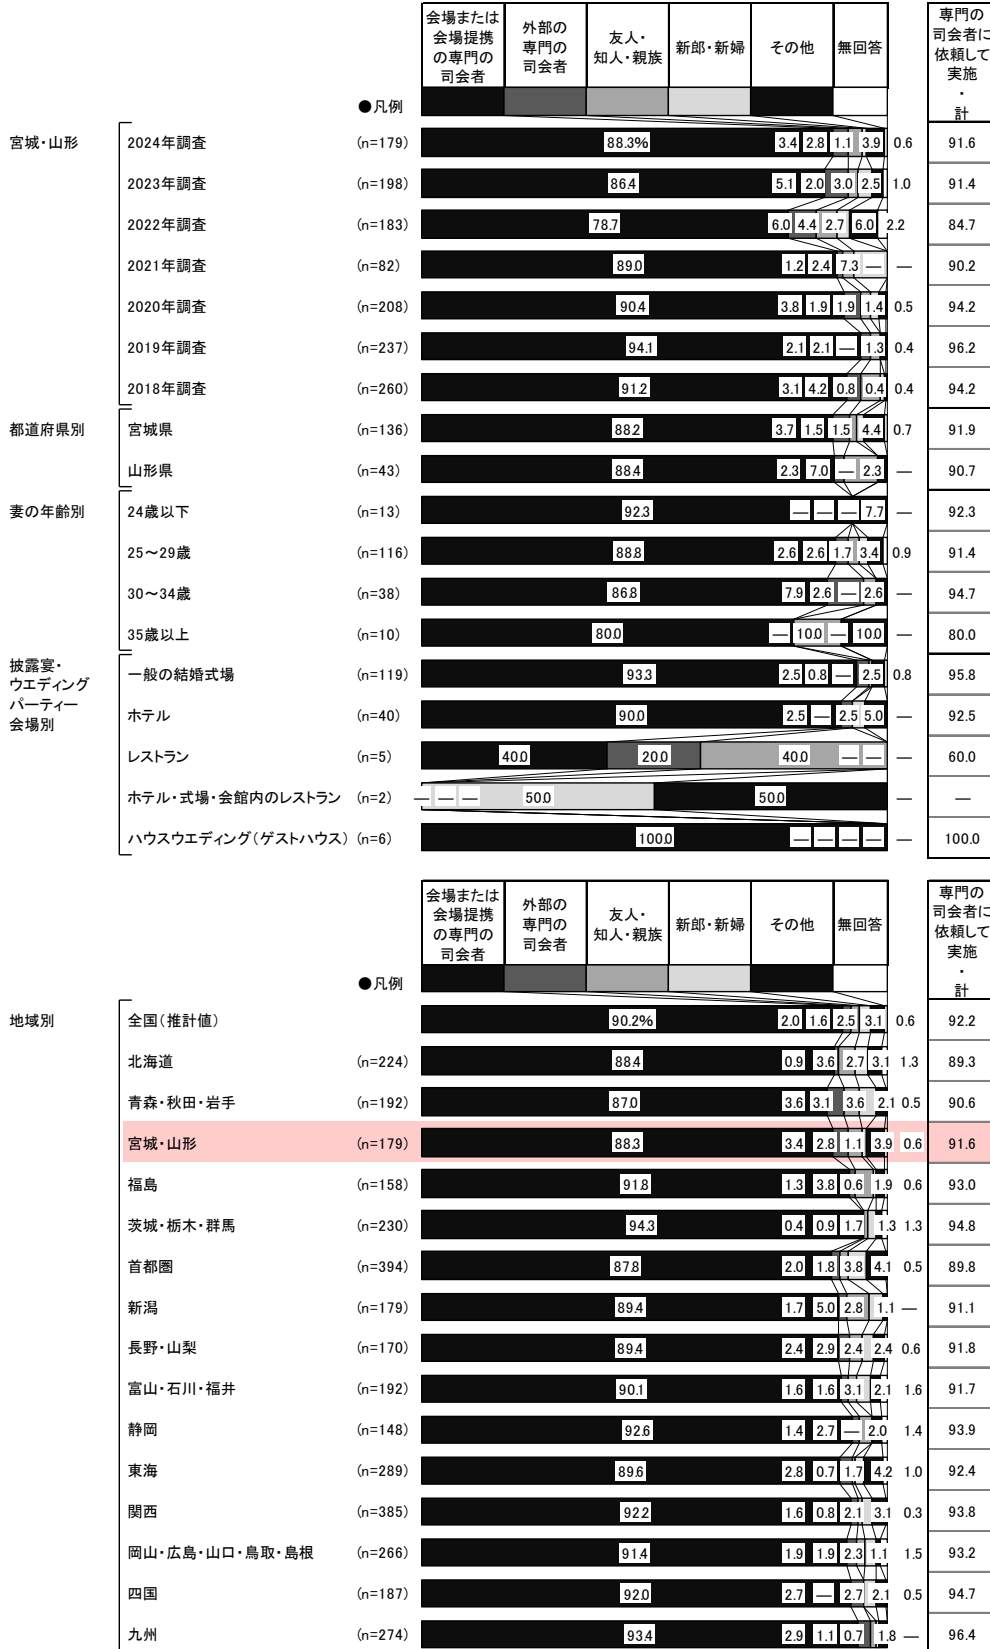 会場または
会場提携
の専門の
司会者
外部の
専門の
司会者
友人・
知人・親族
新郎・新婦
その他
無回答
専門の
司会者に
依頼して
実施
・
計
●凡例
宮城・山形 2024年調査 (n=179) 88.3% 3.4 2.8 1.1 3.9 0.6 91.6
2023年調査 (n=198) 86.4 5.1 2.0 3.0 2.5 1.0 91.4
2022年調査 (n=183) 78.7 6.0 4.4 2.7 6.0 2.2 84.7
2021年調査 (n=82) 89.0 1.2 2.4 7.3 — — 90.2
2020年調査 (n=208) 90.4 3.8 1.9 1.9 1.4 0.5 94.2
2019年調査 (n=237) 94.1 2.1 2.1 — 1.3 0.4 96.2
2018年調査 (n=260) 91.2 3.1 4.2 0.8 0.4 0.4 94.2
都道府県別 宮城県 (n=136) 88.2 3.7 1.5 1.5 4.4 0.7 91.9
山形県 (n=43) 88.4 2.3 7.0 — 2.3 — 90.7
妻の年齢別 24歳以下 (n=13) 92.3 — — — 7.7 — 92.3
25～29歳 (n=116) 88.8 2.6 2.6 1.7 3.4 0.9 91.4
30～34歳 (n=38) 86.8 7.9 2.6 — 2.6 — 94.7
35歳以上 (n=10) 80.0 — 10.0 — 10.0 — 80.0
披露宴・
ウエディング
パーティー
会場別
一般の結婚式場 (n=119) 93.3 2.5 0.8 — 2.5 0.8 95.8
ホテル (n=40) 90.0 2.5 — 2.5 5.0 — 92.5
レストラン (n=5) 40.0 20.0 40.0 — — — 60.0
ホテル・式場・会館内のレストラン (n=2) — — — 50.0 50.0 — —
ハウスウエディング(ゲストハウス) (n=6) 100.0 — — — — — 100.0
会場または
会場提携
の専門の
司会者
外部の
専門の
司会者
友人・
知人・親族
新郎・新婦
その他
無回答
専門の
司会者に
依頼して
実施
・
計
●凡例
地域別 全国(推計値) 90.2% 2.0 1.6 2.5 3.1 0.6 92.2
北海道 (n=224) 88.4 0.9 3.6 2.7 3.1 1.3 89.3
青森・秋田・岩手 (n=192) 87.0 3.6 3.1 3.6 2.1 0.5 90.6
宮城・山形 (n=179) 88.3 3.4 2.8 1.1 3.9 0.6 91.6
福島 (n=158) 91.8 1.3 3.8 0.6 1.9 0.6 93.0
茨城・栃木・群馬 (n=230) 94.3 0.4 0.9 1.7 1.3 1.3 94.8
首都圏 (n=394) 87.8 2.0 1.8 3.8 4.1 0.5 89.8
新潟 (n=179) 89.4 1.7 5.0 2.8 1.1 — 91.1
長野・山梨 (n=170) 89.4 2.4 2.9 2.4 2.4 0.6 91.8
富山・石川・福井 (n=192) 90.1 1.6 1.6 3.1 2.1 1.6 91.7
静岡 (n=148) 92.6 1.4 2.7 — 2.0 1.4 93.9
東海 (n=289) 89.6 2.8 0.7 1.7 4.2 1.0 92.4
関西 (n=385) 92.2 1.6 0.8 2.1 3.1 0.3 93.8
岡山・広島・山口・鳥取・島根 (n=266) 91.4 1.9 1.9 2.3 1.1 1.5 93.2
四国 (n=187) 92.0 2.7 — 2.7 2.1 0.5 94.7
九州 (n=274) 93.4 2.9 1.1 0.7 1.8 — 96.4